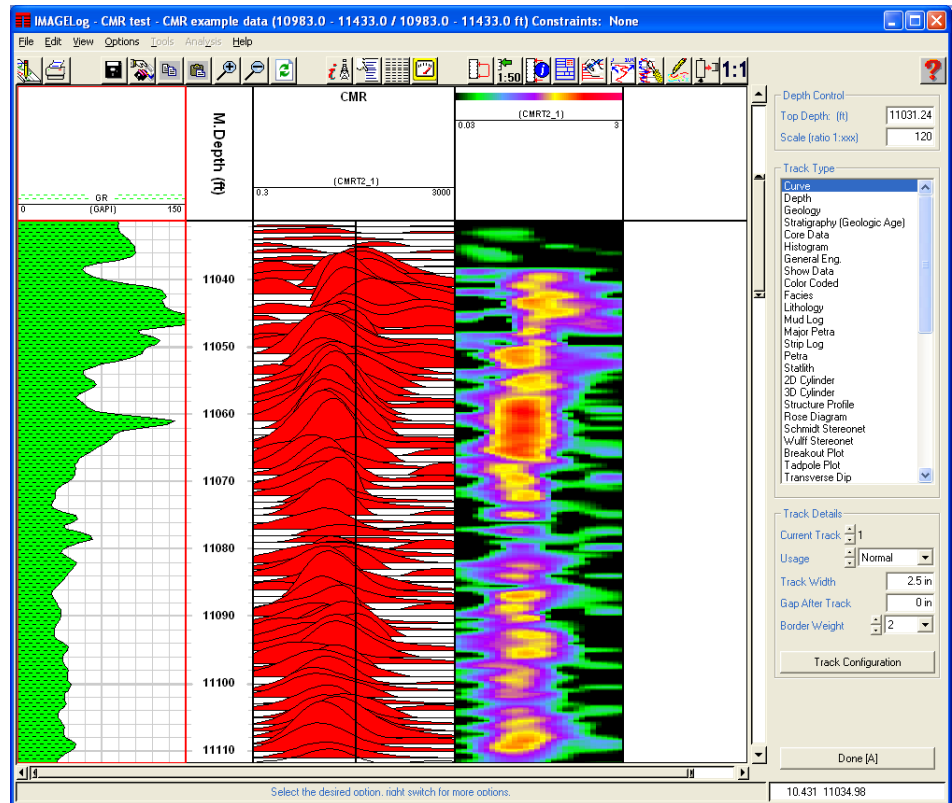 IMAGELog - CMR test - CMR example data (10983.0 - 11433.0 / 10983.0 - 11433.0 ft) Constraints: None
File Edit View Options Tools Analysis Help
1:50
1:1
?
CMR
(CMRT2_1)
0.3 3000
M.Depth (ft)
GR
0 (GAPI) 150
(CMRT2_1)
0.03 3
11040
11050
11060
11070
11080
11090
11100
11110
Depth Control
Top Depth: (ft) 11031.24
Scale (ratio 1:xxx) 120
Track Type
Curve
Depth
Geology
Stratigraphy (Geologic Age)
Core Data
Histogram
General Eng.
Show Data
Color Coded
Facies
Lithology
Mud Log
Major Petra
Strip Log
Petra
Statlith
2D Cylinder
3D Cylinder
Structure Profile
Rose Diagram
Schmidt Stereonet
Wulff Stereonet
Breakout Plot
Tadpole Plot
Transverse Dip
Track Details
Current Track 1
Usage Normal
Track Width 2.5 in
Gap After Track 0 in
Border Weight 2
Track Configuration
Done [A]
Select the desired option, right switch for more options.
10.431 11034.98